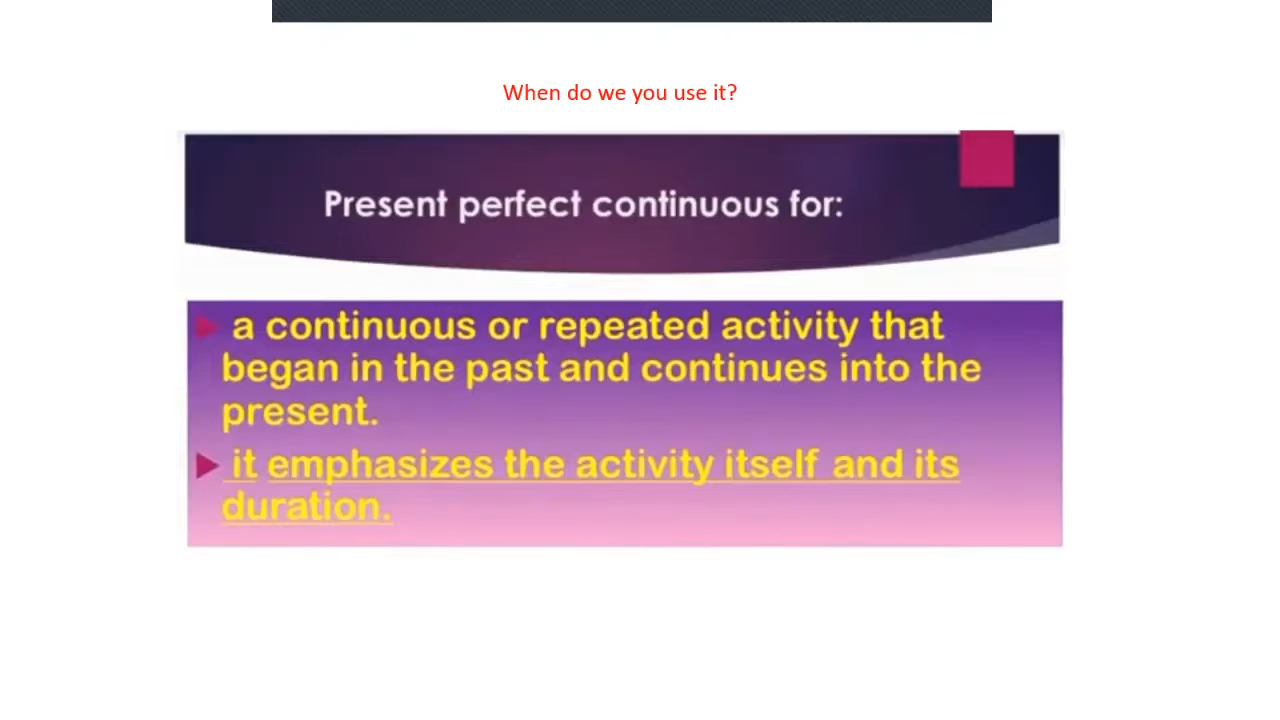 When do we you use it?
Present perfect continuous for:
a continuous or repeated activity that
began in the past and continues into the
present.
it emphasizes the activity itself and its
duration.